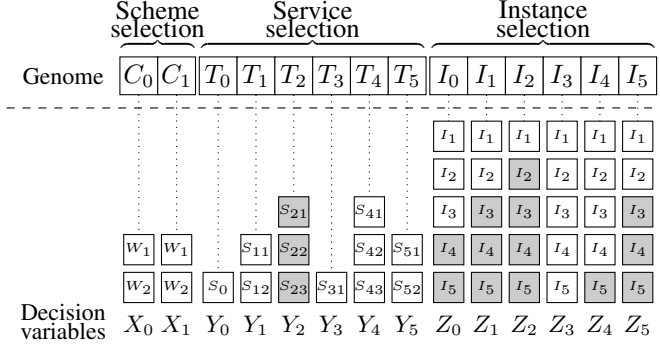 Scheme selection Service selection Instance selection
Genome C0 C1 T0 T1 T2 T3 T4 T5 I0 I1 I2 I3 I4 I5
I1 I1 I1 I1 I1 I1
I2 I2 I2 I2 I2 I2
S21 S41 I3 I3 I3 I3 I3 I3
W1 W1 S11 S22 S42 S51 I4 I4 I4 I4 I4 I4
W2 W2 S0 S12 S23 S31 S43 S52 I5 I5 I5 I5 I5 I5
Decision variables X0 X1 Y0 Y1 Y2 Y3 Y4 Y5 Z0 Z1 Z2 Z3 Z4 Z5